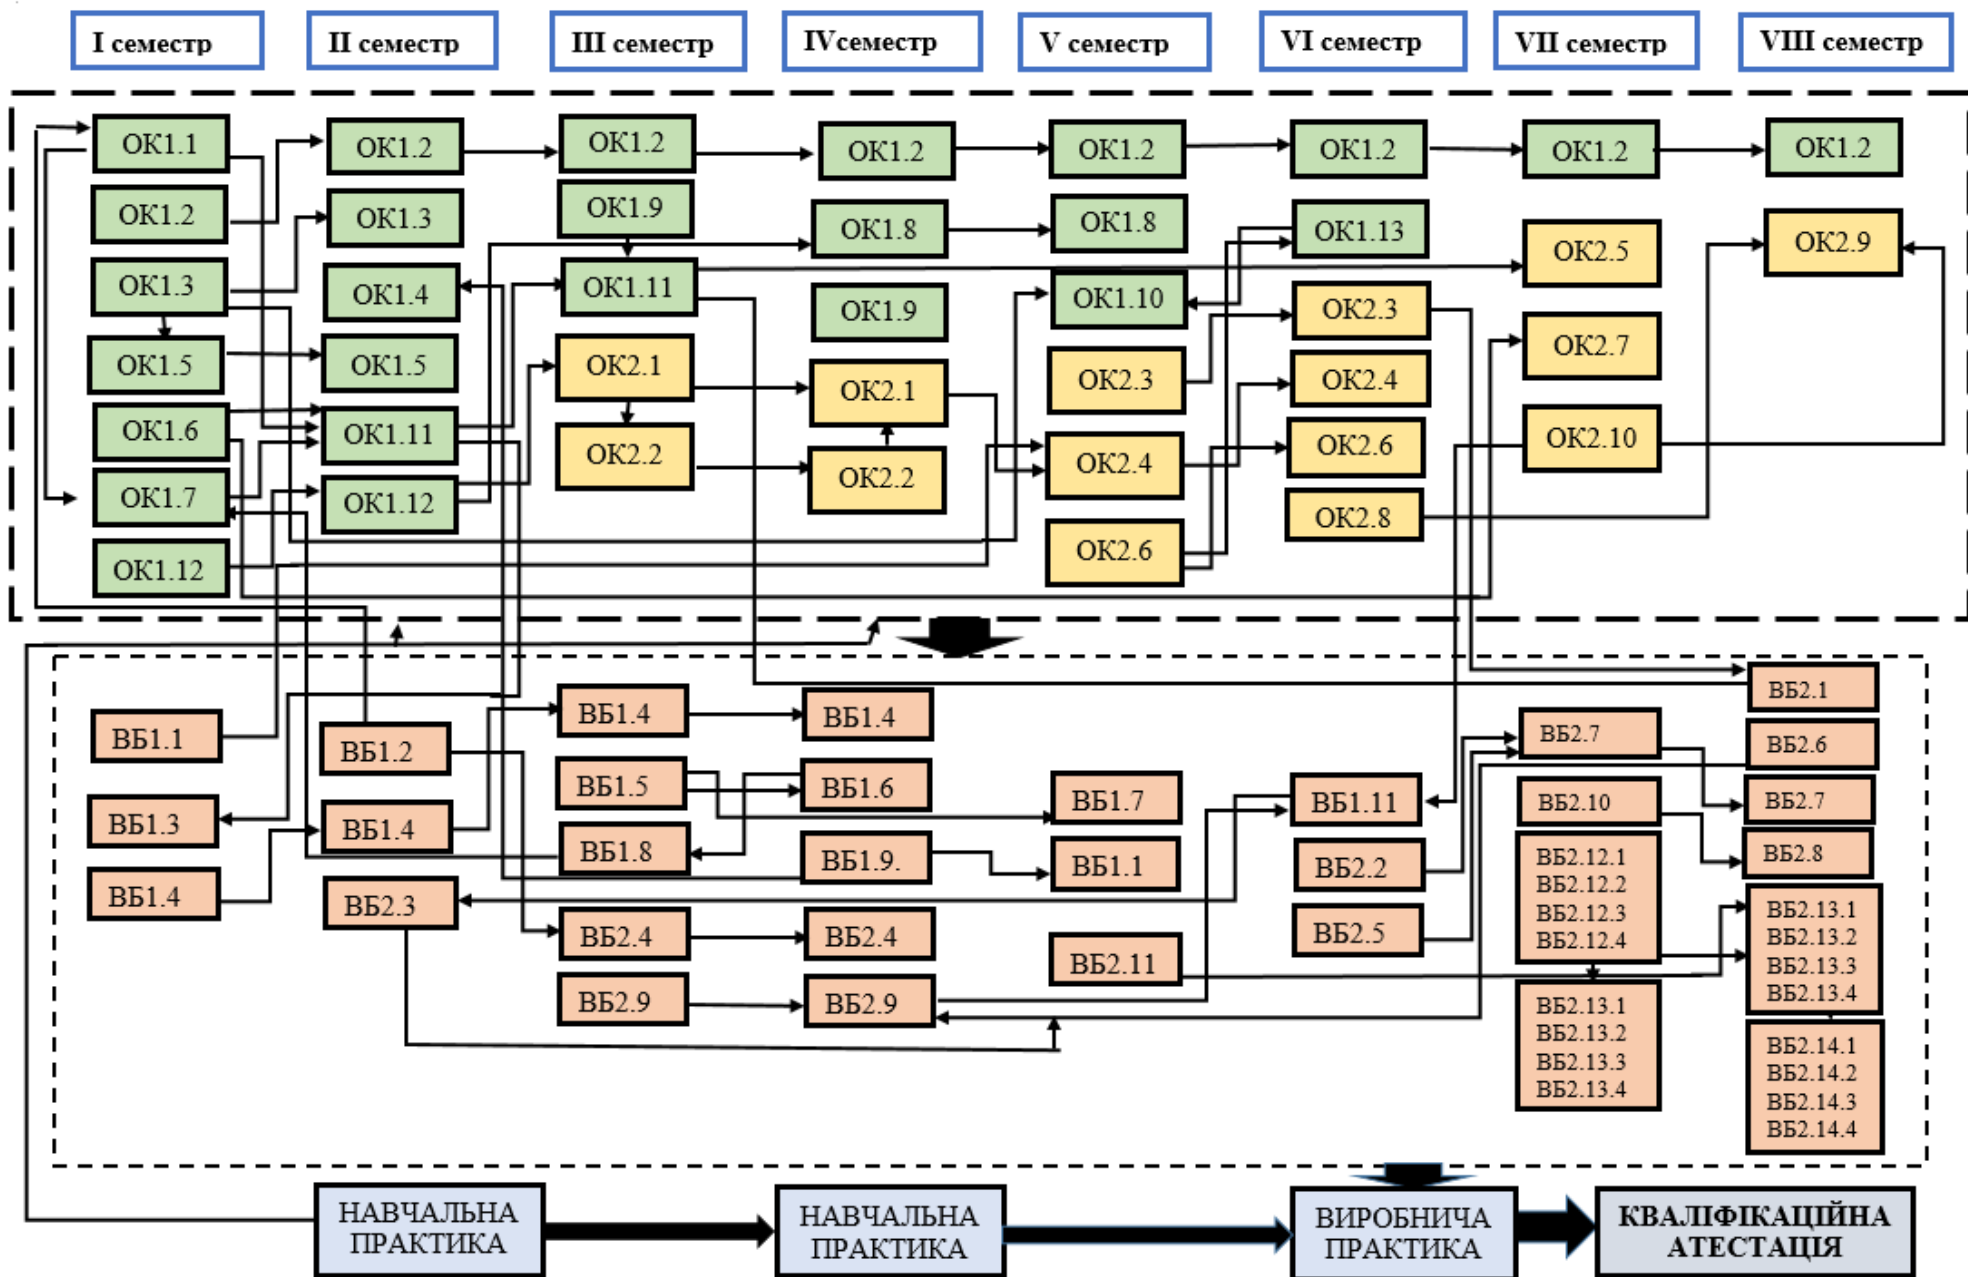 І семестр
ІІ семестр
ІІІ семестр
IVсеместр
V семестр
VI семестр
VII семестр
VIII семестр
ОК1.1
ОК1.2
ОК1.2
ОК1.2
ОК1.2
ОК1.2
ОК1.2
ОК1.2
ОК1.2
ОК1.3
ОК1.9
ОК1.8
ОК1.8
ОК1.13
ОК2.5
ОК2.9
ОК1.3
ОК1.4
ОК1.11
ОК1.9
ОК1.10
ОК2.3
ОК2.7
ОК1.5
ОК1.5
ОК2.1
ОК2.1
ОК2.3
ОК2.4
ОК2.10
ОК1.6
ОК1.11
ОК2.2
ОК2.2
ОК2.4
ОК2.6
ОК1.7
ОК1.12
ОК2.6
ОК2.8
ОК1.12
ВБ1.1
ВБ1.2
ВБ1.4
ВБ1.4
ВБ2.7
ВБ2.1
ВБ2.6
ВБ1.3
ВБ1.4
ВБ1.5
ВБ1.6
ВБ1.7
ВБ1.11
ВБ2.10
ВБ2.7
ВБ1.4
ВБ2.3
ВБ1.8
ВБ1.9.
ВБ1.1
ВБ2.2
ВБ2.8
ВБ2.4
ВБ2.4
ВБ2.11
ВБ2.5
ВБ2.12.1
ВБ2.12.2
ВБ2.12.3
ВБ2.12.4
ВБ2.13.1
ВБ2.13.2
ВБ2.13.3
ВБ2.13.4
ВБ2.9
ВБ2.9
ВБ2.13.1
ВБ2.13.2
ВБ2.13.3
ВБ2.13.4
ВБ2.14.1
ВБ2.14.2
ВБ2.14.3
ВБ2.14.4
НАВЧАЛЬНА
ПРАКТИКА
НАВЧАЛЬНА
ПРАКТИКА
ВИРОБНИЧА
ПРАКТИКА
КВАЛІФІКАЦІЙНА
АТЕСТАЦІЯ